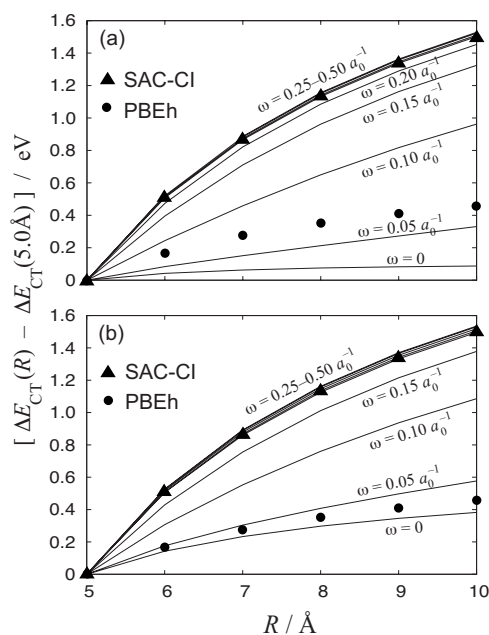 [ ΔE_CT(R) − ΔE_CT(5.0Å) ] / eV
(a)
SAC-CI
PBEh
1.6
1.4
1.2
1.0
0.8
0.6
0.4
0.2
0
ω = 0.25–0.50 a₀⁻¹
ω = 0.20 a₀⁻¹
ω = 0.15 a₀⁻¹
ω = 0.10 a₀⁻¹
ω = 0.05 a₀⁻¹
ω = 0
(b)
SAC-CI
PBEh
1.6
1.4
1.2
1.0
0.8
0.6
0.4
0.2
0
ω = 0.25–0.50 a₀⁻¹
ω = 0.15 a₀⁻¹
ω = 0.10 a₀⁻¹
ω = 0.05 a₀⁻¹
ω = 0
5 6 7 8 9 10
R / Å